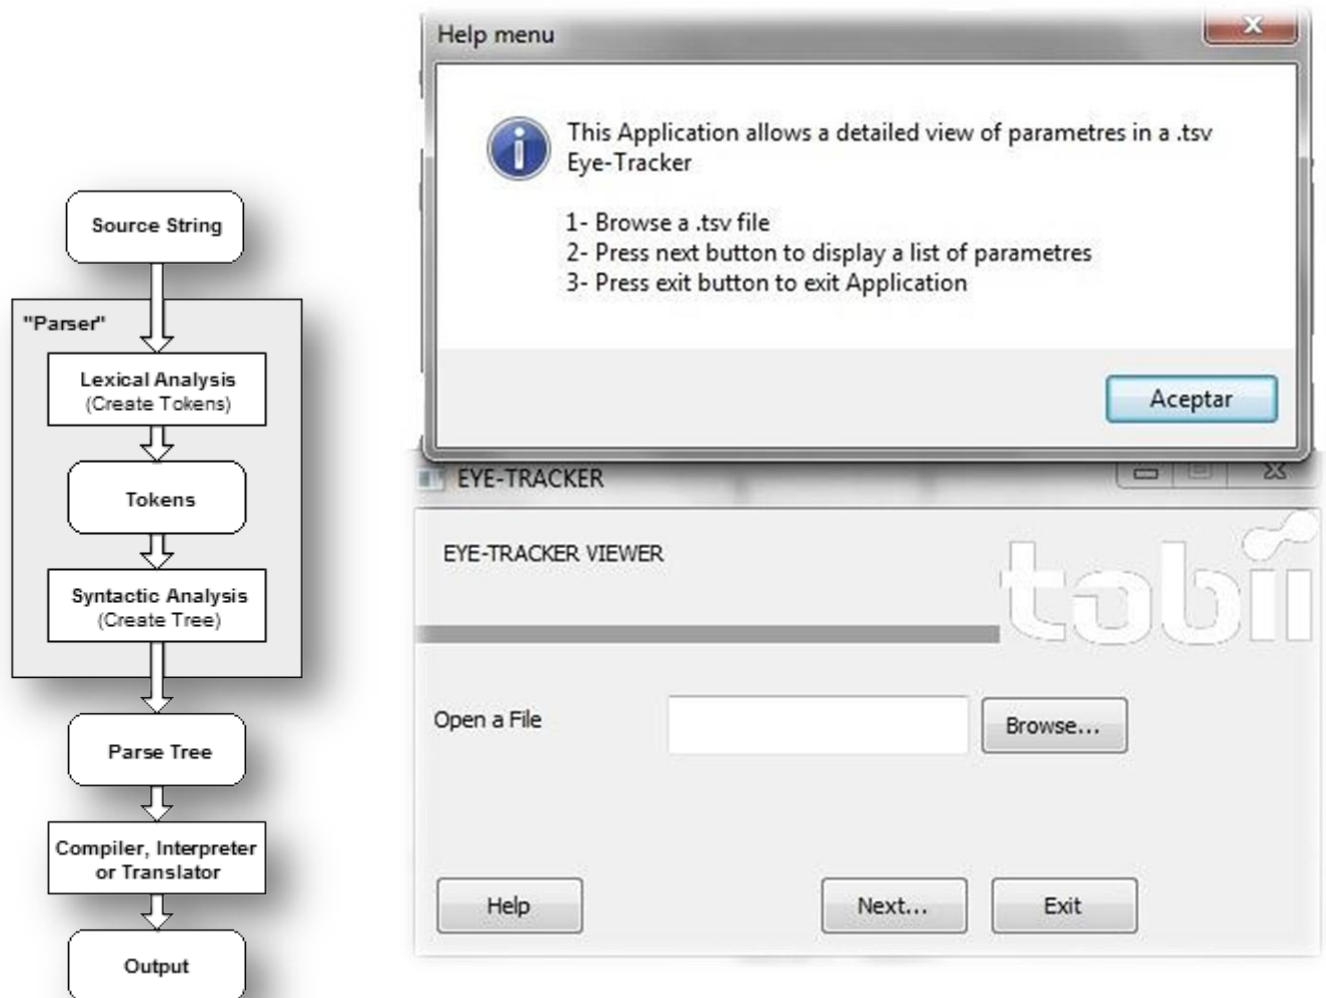 Source String
"Parser"
Lexical Analysis
(Create Tokens)
Tokens
Syntactic Analysis
(Create Tree)
Parse Tree
Compiler, Interpreter
or Translator
Output
Help menu
This Application allows a detailed view of parametres in a .tsv
Eye-Tracker
1- Browse a .tsv file
2- Press next button to display a list of parametres
3- Press exit button to exit Application
Aceptar
EYE-TRACKER
EYE-TRACKER VIEWER
tobii
Open a File
Browse...
Help
Next...
Exit